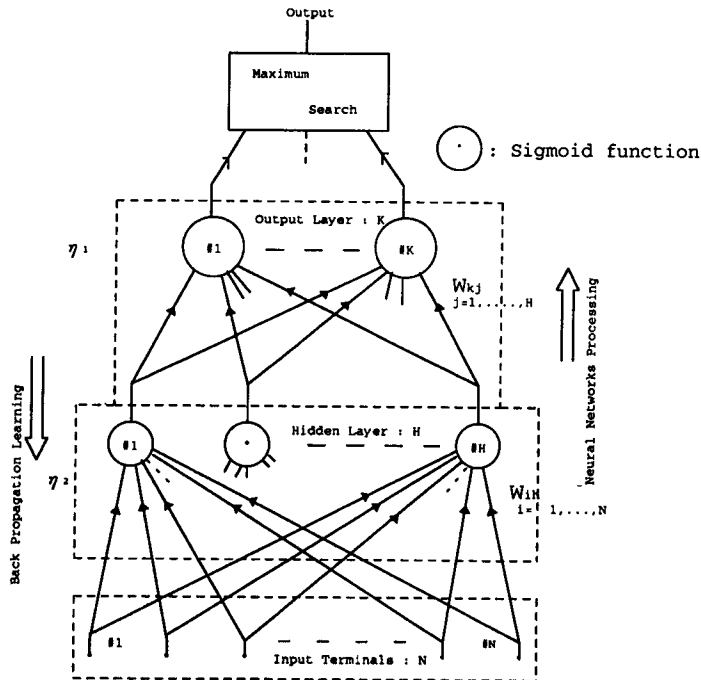 Output
Maximum
Search
: Sigmoid function
Output Layer : K
η1
#1
#K
Wkj
j=1,....,H
Neural Networks Processing
Back Propagation Learning
Hidden Layer : H
#1
#H
η2
WiH
i= 1,...,N
#1
#N
Input Terminals : N